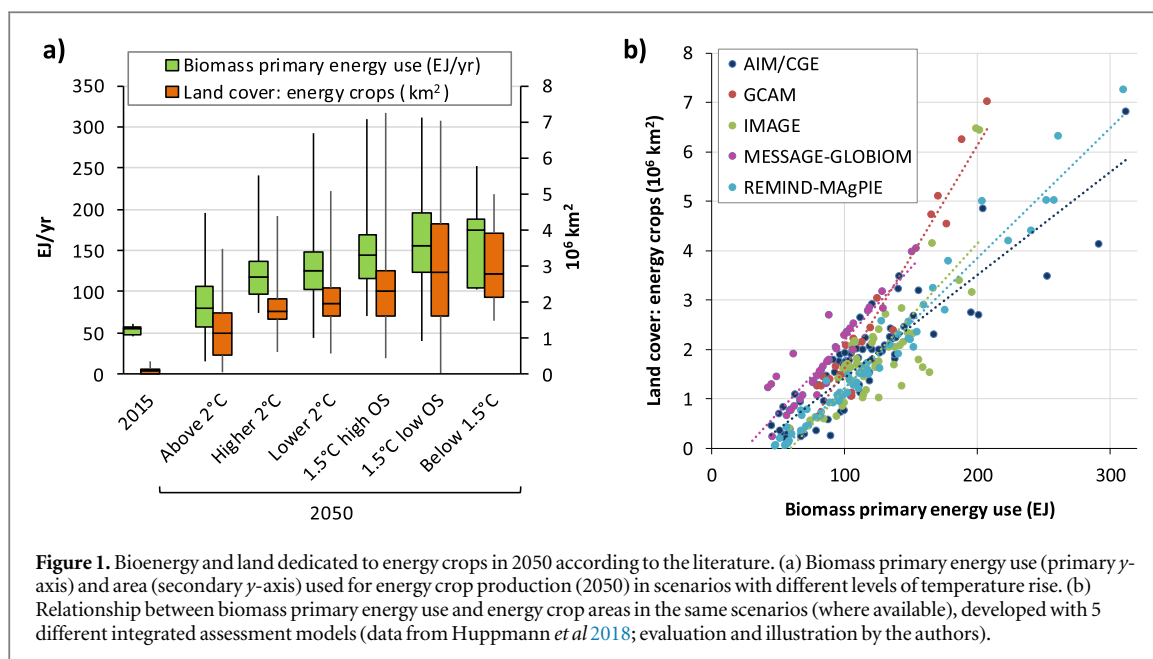 a)
Biomass primary energy use (EJ/yr)
Land cover: energy crops (km²)
350
300
250
200
150
100
50
0
EJ/yr
8
7
6
5
4
3
2
1
0
10⁶ km²
2015
Above 2°C
Higher 2°C
Lower 2°C
1.5°C high OS
1.5°C low OS
Below 1.5°C
2050
b)
AIM/CGE
GCAM
IMAGE
MESSAGE-GLOBIOM
REMIND-MAgPIE
8
7
6
5
4
3
2
1
0
Land cover: energy crops (10⁶ km²)
0
100
200
300
Biomass primary energy use (EJ)
Figure 1. Bioenergy and land dedicated to energy crops in 2050 according to the literature. (a) Biomass primary energy use (primary y-
axis) and area (secondary y-axis) used for energy crop production (2050) in scenarios with different levels of temperature rise. (b)
Relationship between biomass primary energy use and energy crop areas in the same scenarios (where available), developed with 5
different integrated assessment models (data from Huppmann et al 2018; evaluation and illustration by the authors).